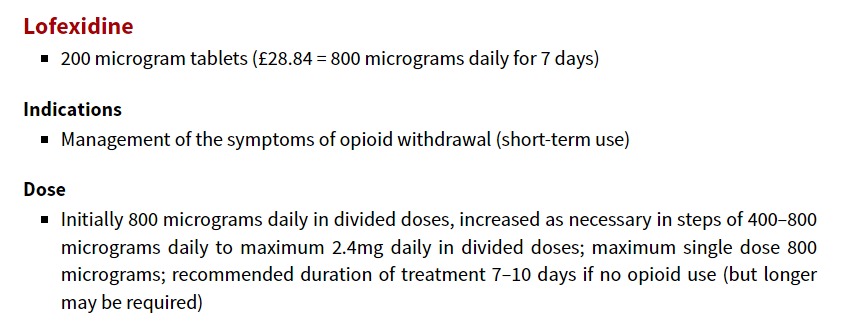 Lofexidine
▪ 200 microgram tablets (£28.84 = 800 micrograms daily for 7 days)
Indications
▪ Management of the symptoms of opioid withdrawal (short-term use)
Dose
▪ Initially 800 micrograms daily in divided doses, increased as necessary in steps of 400–800
micrograms daily to maximum 2.4mg daily in divided doses; maximum single dose 800
micrograms; recommended duration of treatment 7–10 days if no opioid use (but longer
may be required)